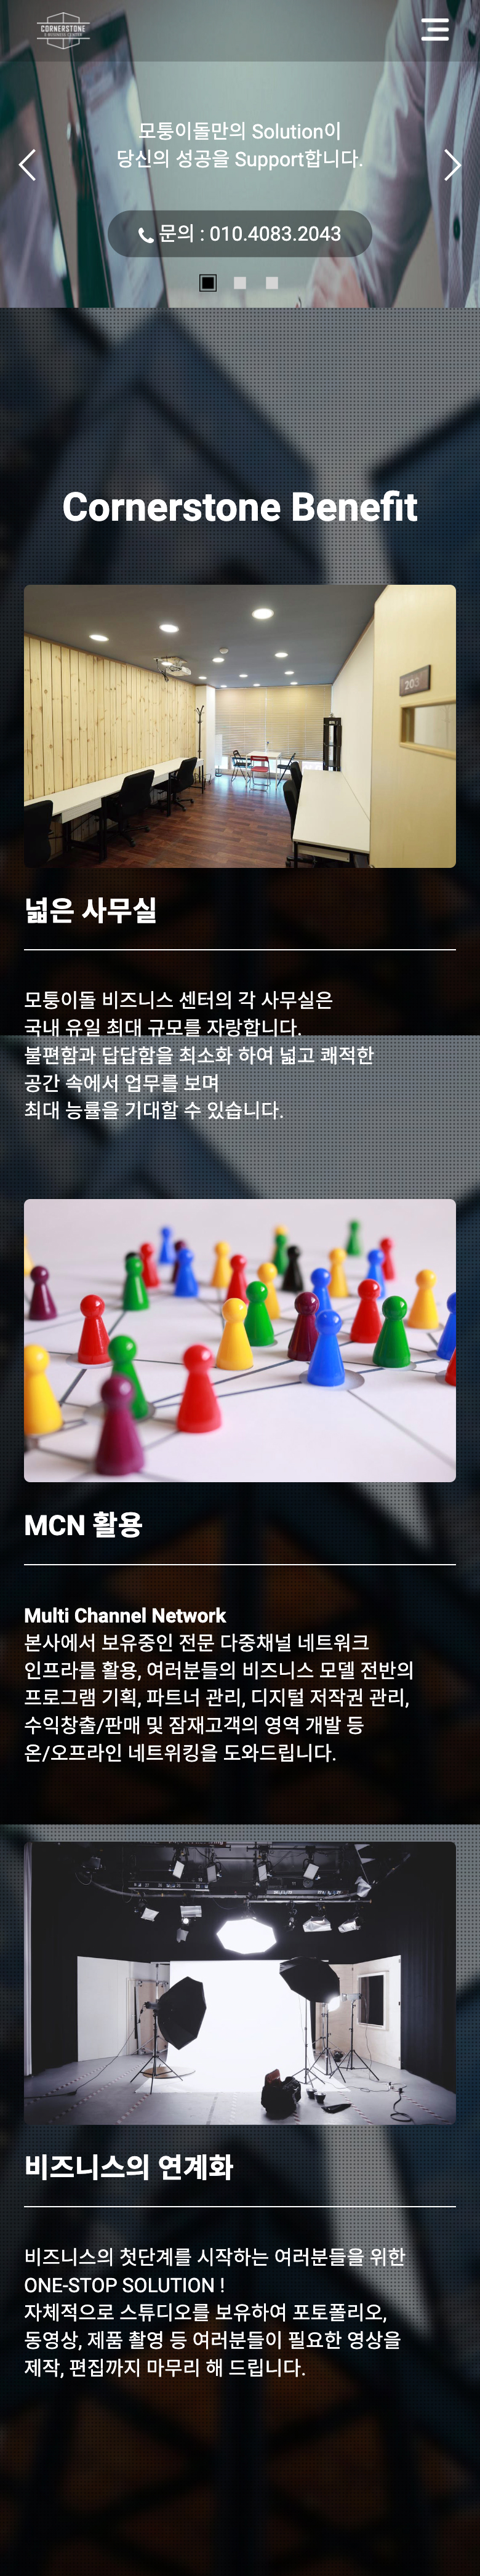 CORNERSTONE
모퉁이돌만의 Solution이
당신의 성공을 Support합니다.
문의 : 010.4083.2043
Cornerstone Benefit
203
넓은 사무실
모퉁이돌 비즈니스 센터의 각 사무실은
국내 유일 최대 규모를 자랑합니다.
불편함과 답답함을 최소화 하여 넓고 쾌적한
공간 속에서 업무를 보며
최대 능률을 기대할 수 있습니다.
MCN 활용
Multi Channel Network
본사에서 보유중인 전문 다중채널 네트워크
인프라를 활용, 여러분들의 비즈니스 모델 전반의
프로그램 기획, 파트너 관리, 디지털 저작권 관리,
수익창출/판매 및 잠재고객의 영역 개발 등
온/오프라인 네트워킹을 도와드립니다.
비즈니스의 연계화
비즈니스의 첫단계를 시작하는 여러분들을 위한
ONE-STOP SOLUTION !
자체적으로 스튜디오를 보유하여 포토폴리오,
동영상, 제품 촬영 등 여러분들이 필요한 영상을
제작, 편집까지 마무리 해 드립니다.